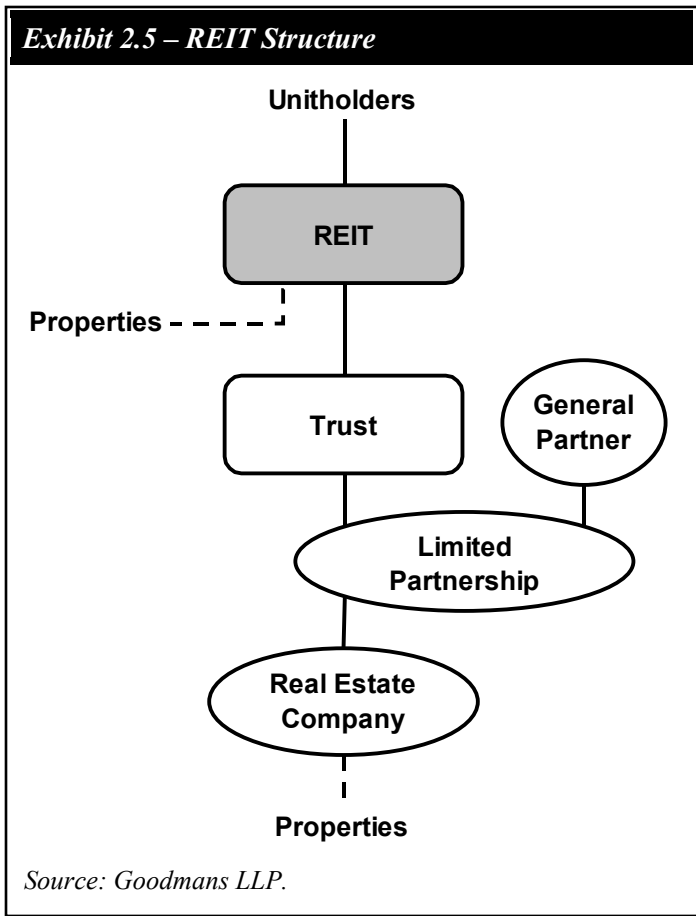 Exhibit 2.5 – REIT Structure
Unitholders
REIT
Properties
Trust
General
Partner
Limited
Partnership
Real Estate
Company
Properties
Source: Goodmans LLP.